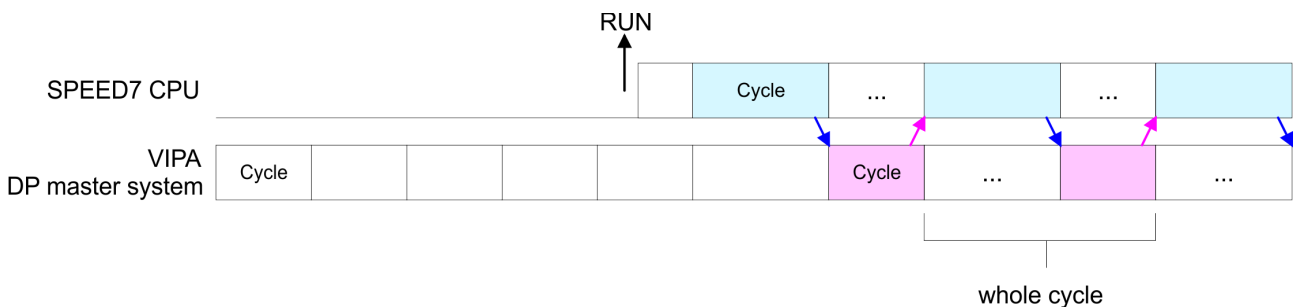 RUN
SPEED7 CPU
Cycle
...
...
VIPA
DP master system
Cycle
Cycle
...
...
whole cycle